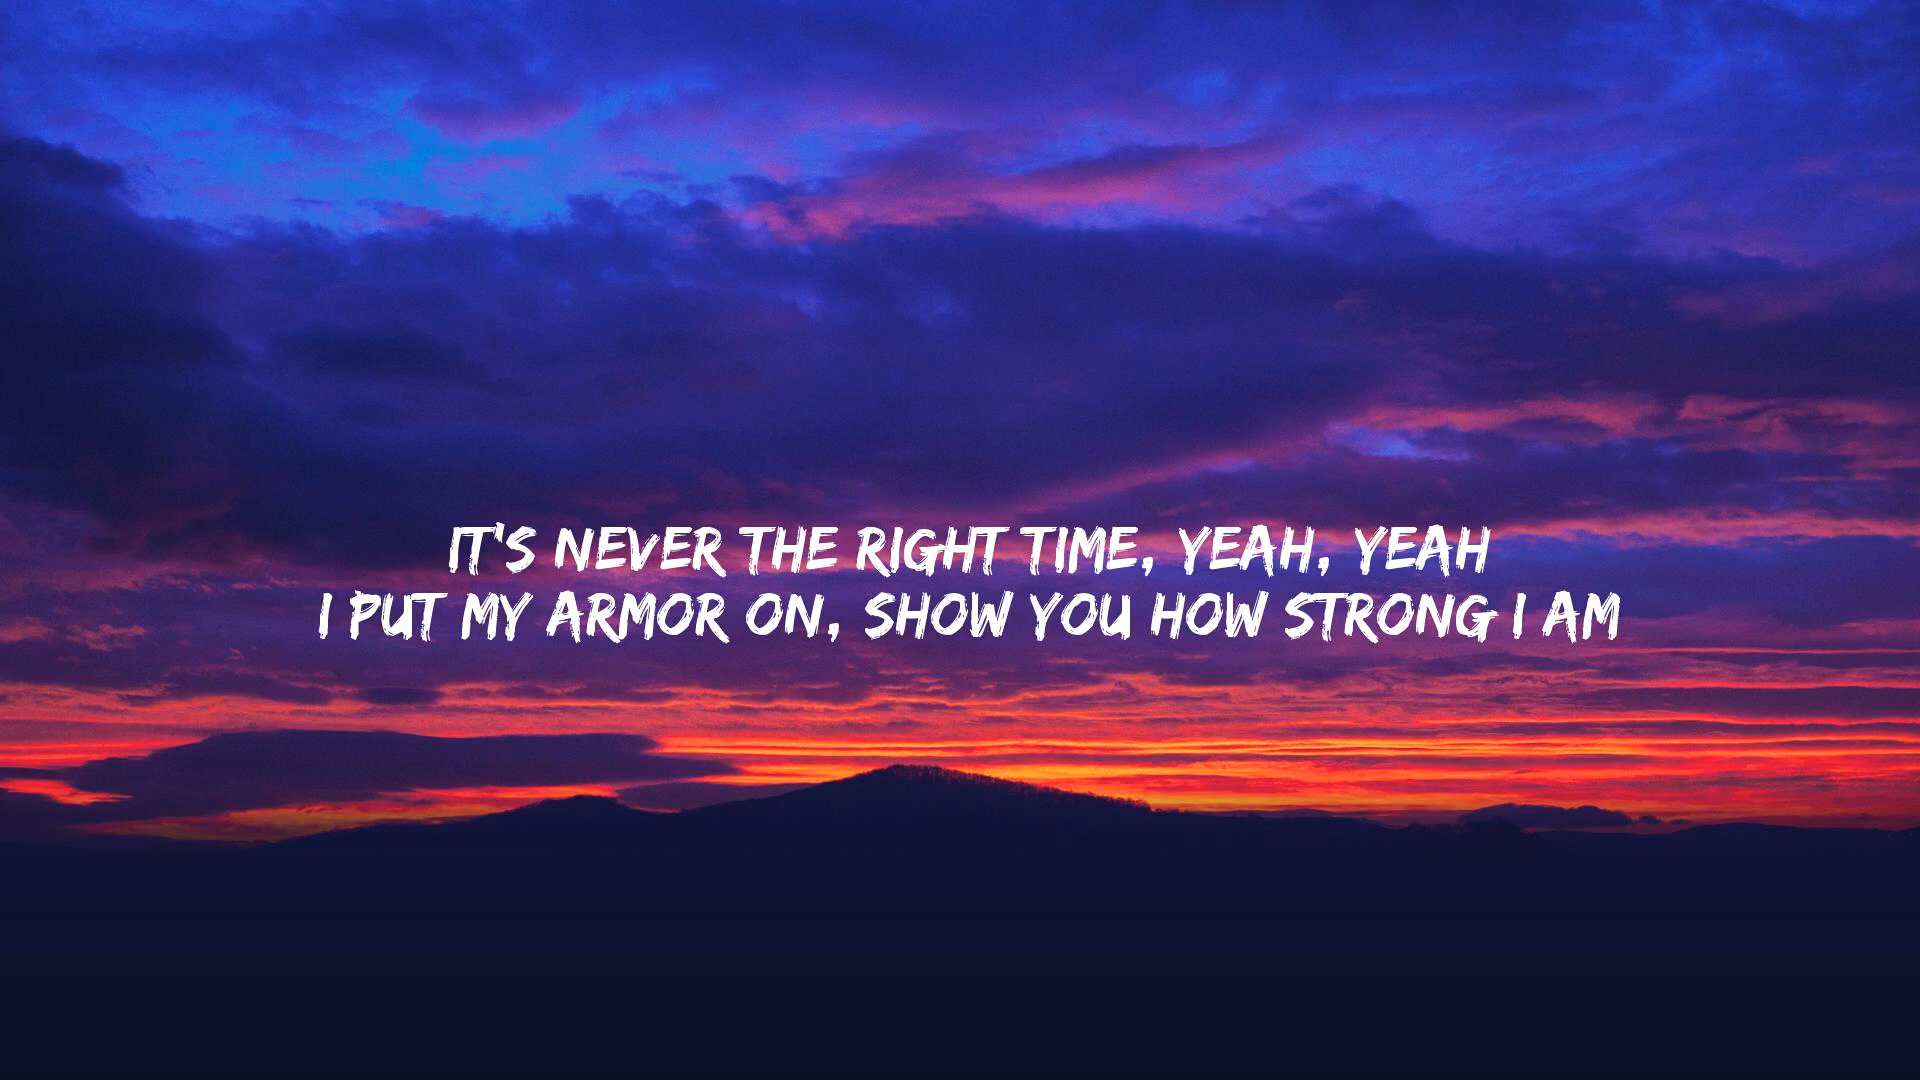 IT'S NEVER THE RIGHT TIME, YEAH, YEAH
I PUT MY ARMOR ON, SHOW YOU HOW STRONG I AM